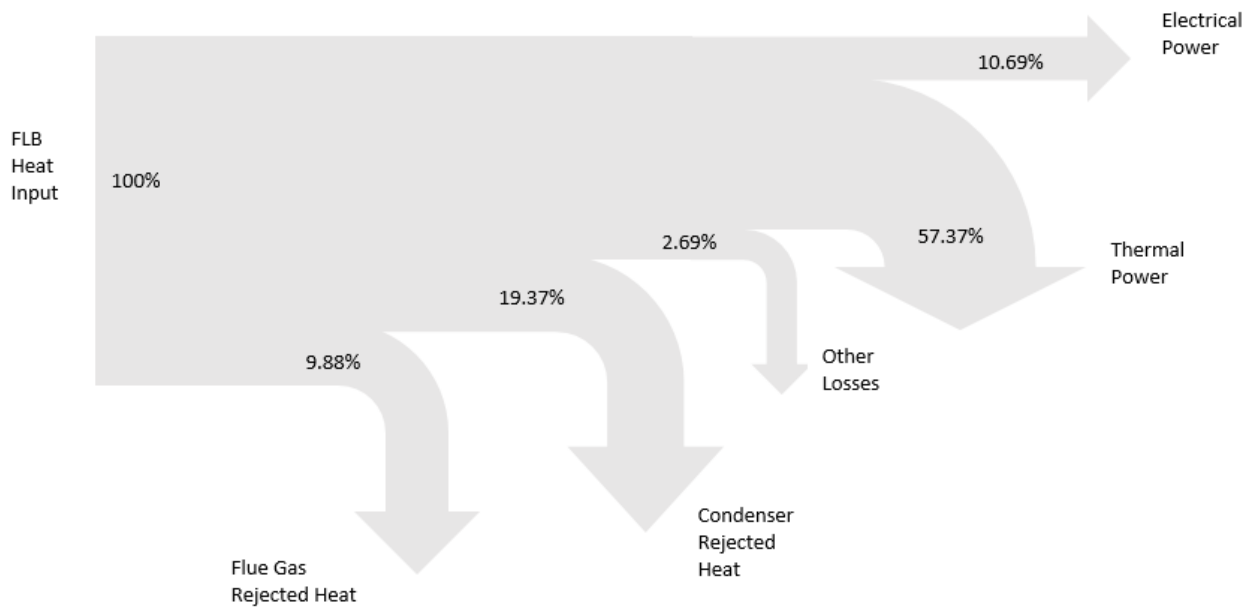 Electrical
Power
10.69%
FLB
Heat
Input
100%
2.69%
57.37%
Thermal
Power
19.37%
9.88%
Other
Losses
Condenser
Rejected
Heat
Flue Gas
Rejected Heat